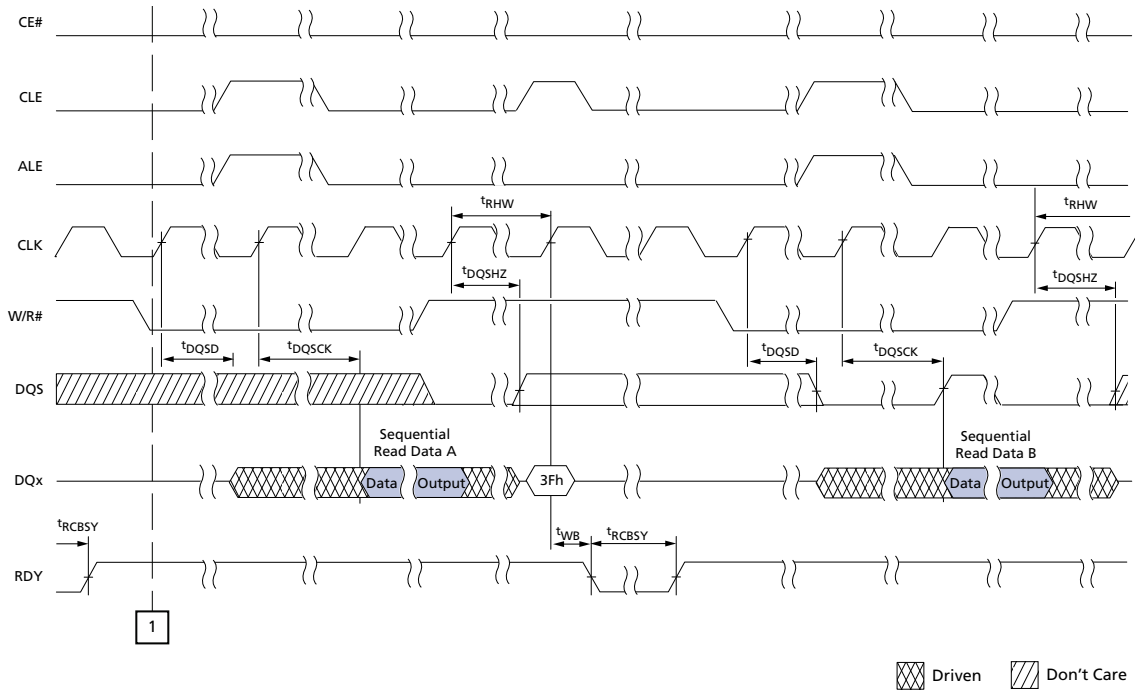 CE#
CLE
ALE
tRHW
tRHW
CLK
tDQSHZ
tDQSHZ
W/R#
tDQSD
tDQSCK
tDQSD
tDQSCK
DQS
Sequential
Read Data A
Sequential
Read Data B
DQx
Data Output
3Fh
Data Output
tRCBSY
tWB
tRCBSY
RDY
1
Driven
Don't Care